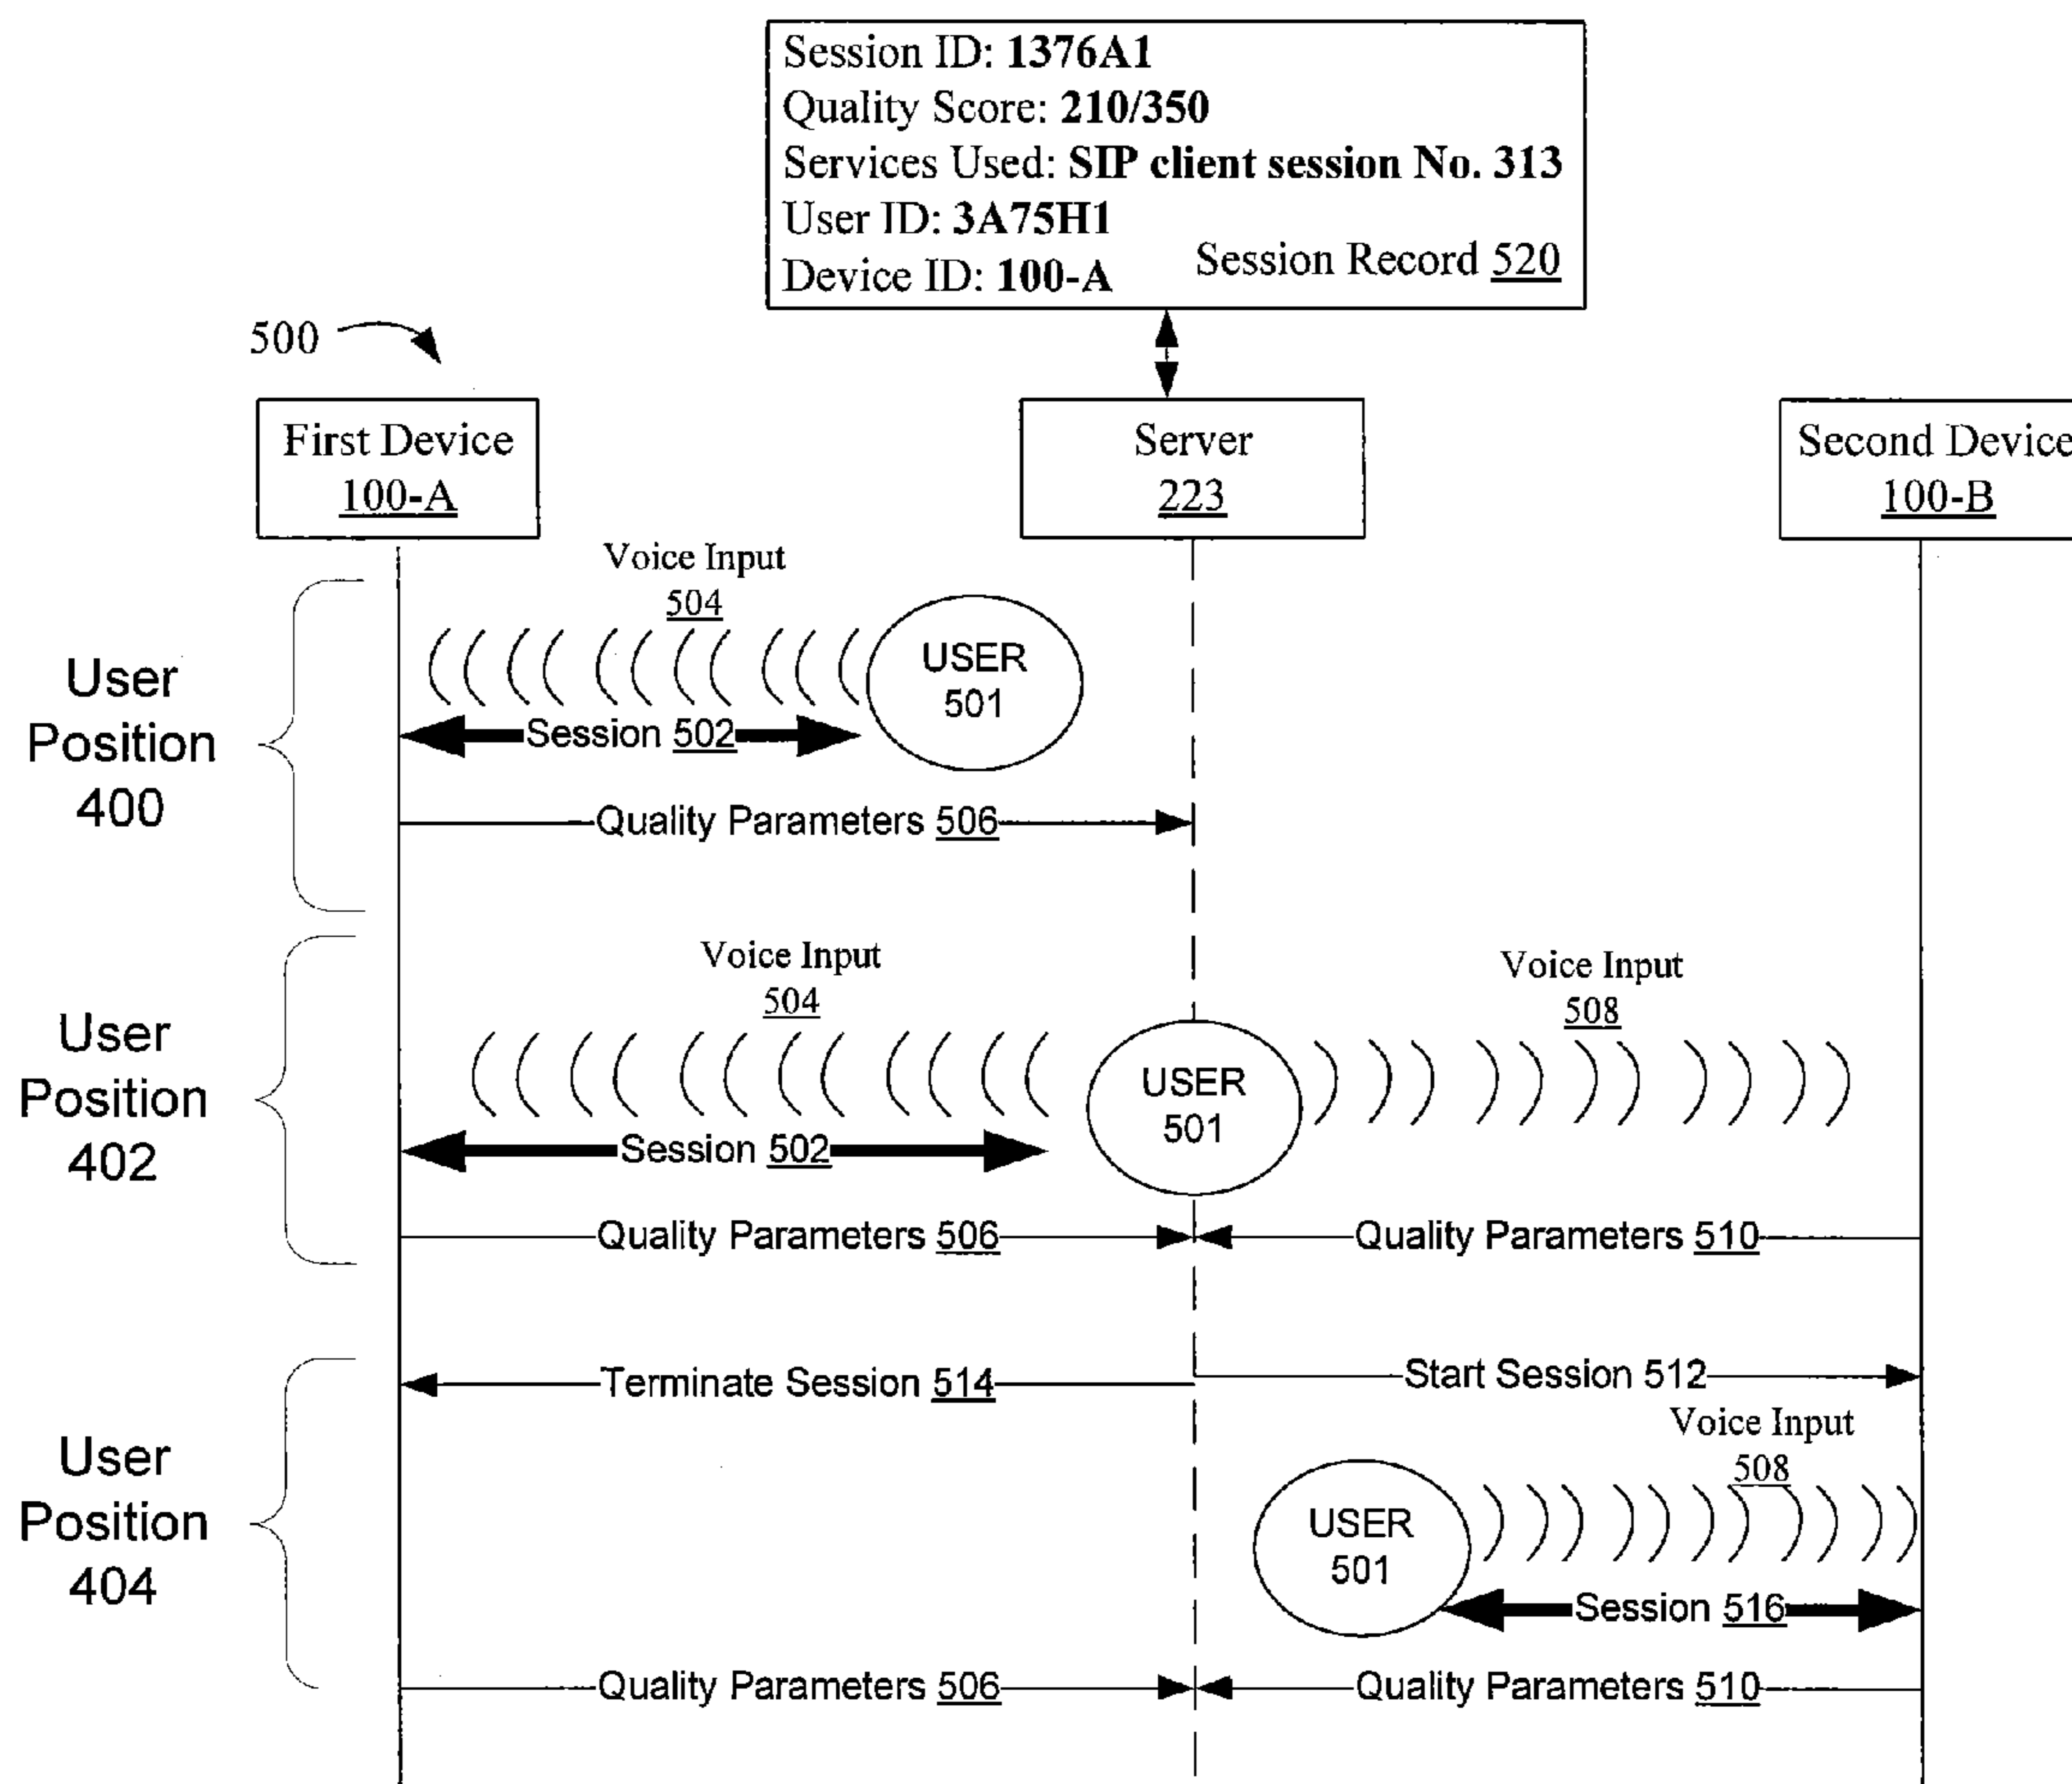 Session ID: 1376A1
Quality Score: 210/350
Services Used: SIP client session No. 313
User ID: 3A75H1
Device ID: 100-A
Session Record 520
500
First Device
100-A
Server
223
Second Device
100-B
User
Position
400
Voice Input
504
USER
501
Session 502
Quality Parameters 506
User
Position
402
Voice Input
504
Voice Input
508
USER
501
Session 502
Quality Parameters 506
Quality Parameters 510
User
Position
404
Terminate Session 514
Start Session 512
Voice Input
508
USER
501
Session 516
Quality Parameters 506
Quality Parameters 510